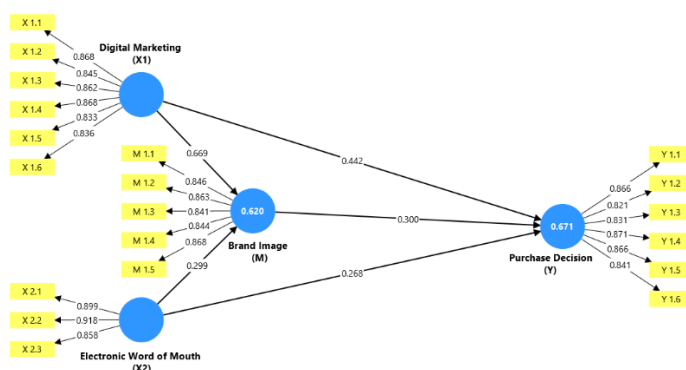 X 1.1
X 1.2
X 1.3
X 1.4
X 1.5
X 1.6
0.868
0.845
0.862
0.868
0.833
0.836
Digital Marketing
(X1)
0.669
0.442
M 1.1
M 1.2
M 1.3
M 1.4
M 1.5
0.846
0.863
0.841
0.844
0.868
0.620
Brand Image
(M)
0.300
0.299
0.268
X 2.1
X 2.2
X 2.3
0.899
0.918
0.858
Electronic Word of Mouth
(X2)
0.671
Purchase Decision
(Y)
0.866
0.821
0.831
0.871
0.866
0.841
Y 1.1
Y 1.2
Y 1.3
Y 1.4
Y 1.5
Y 1.6